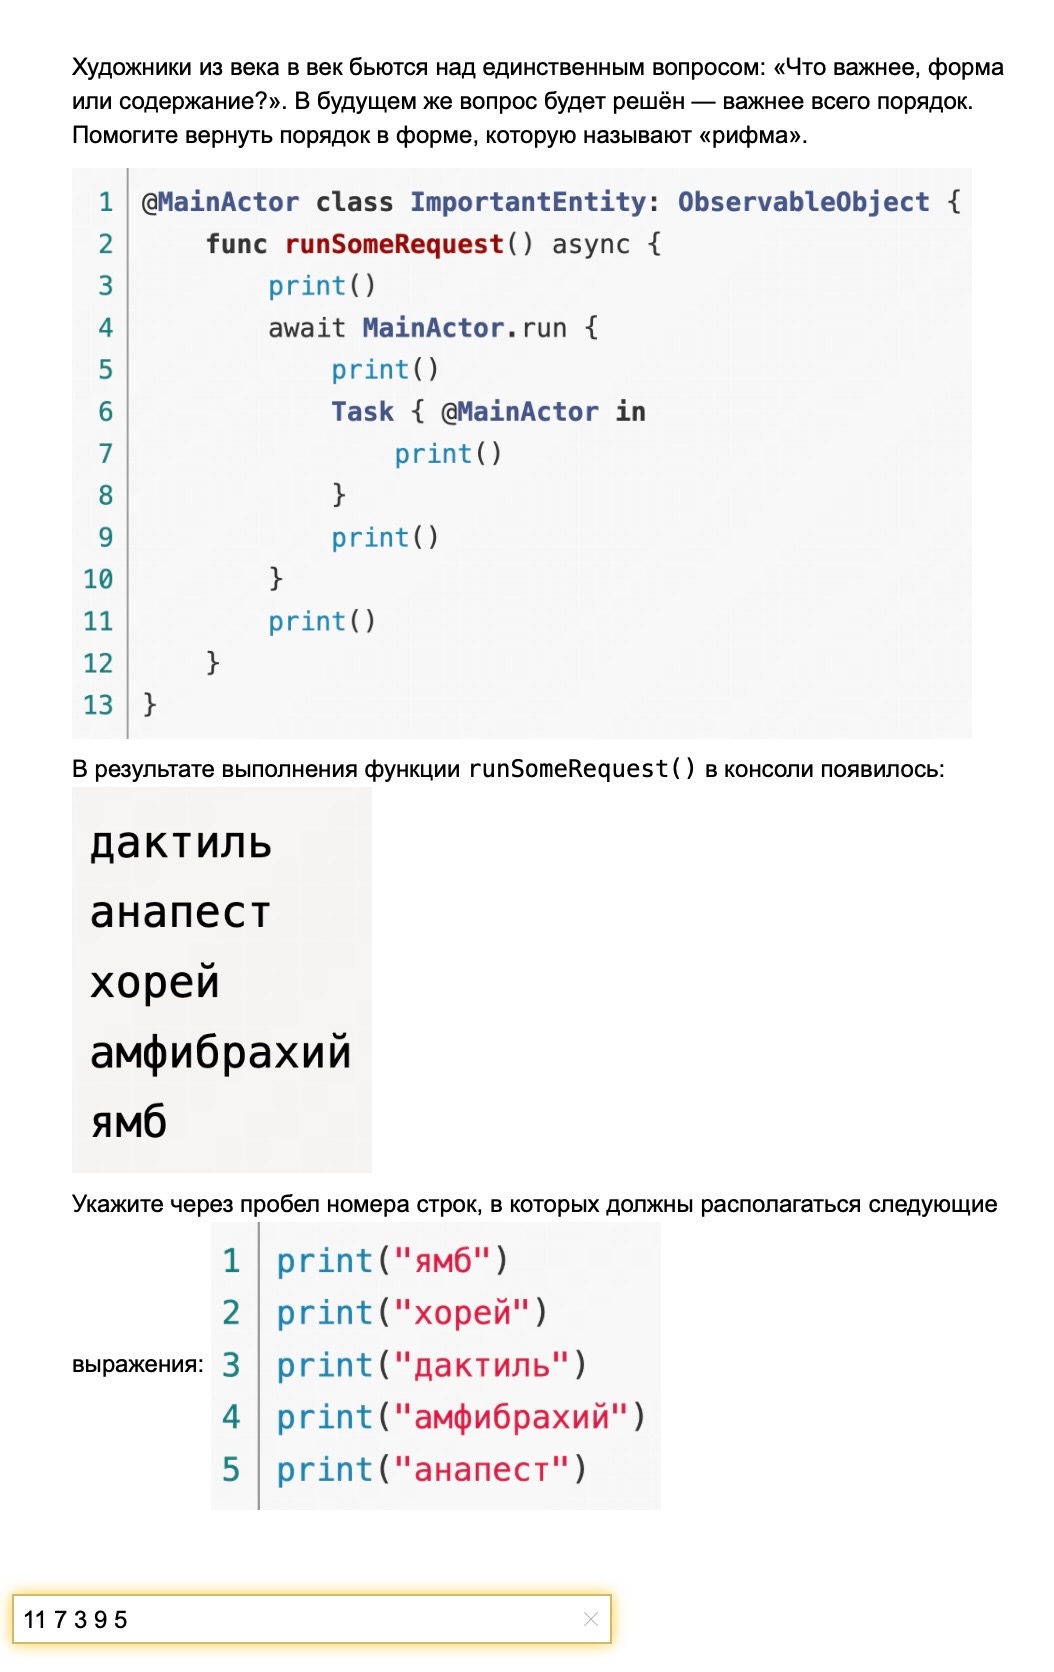 Художники из века в век бьются над единственным вопросом: «Что важнее, форма
или содержание?». В будущем же вопрос будет решён — важнее всего порядок.
Помогите вернуть порядок в форме, которую называют «рифма».
1 @MainActor class ImportantEntity: ObservableObject {
2     func runSomeRequest() async {
3         print()
4         await MainActor.run {
5             print()
6             Task { @MainActor in
7                 print()
8             }
9             print()
10         }
11         print()
12     }
13 }
В результате выполнения функции runSomeRequest() в консоли появилось:
дактиль
анапест
хорей
амфибрахий
ямб
Укажите через пробел номера строк, в которых должны располагаться следующие
выражения:
1 print("ямб")
2 print("хорей")
3 print("дактиль")
4 print("амфибрахий")
5 print("анапест")
11 7 3 9 5